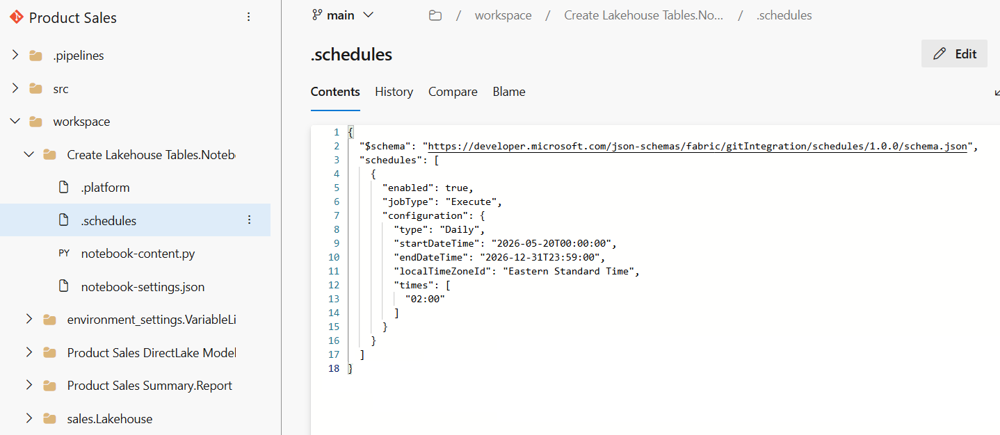 Product Sales
.pipelines
src
workspace
Create Lakehouse Tables.Noteb
.platform
.schedules
PY notebook-content.py
notebook-settings.json
environment_settings.VariableLi
Product Sales DirectLake Model
Product Sales Summary.Report
sales.Lakehouse
main / workspace / Create Lakehouse Tables.No... / .schedules
.schedules
Edit
Contents History Compare Blame
1 {
2 "$schema": "https://developer.microsoft.com/json-schemas/fabric/gitIntegration/schedules/1.0.0/schema.json",
3 "schedules": [
4 {
5 "enabled": true,
6 "jobType": "Execute",
7 "configuration": {
8 "type": "Daily",
9 "startDateTime": "2026-05-20T00:00:00",
10 "endDateTime": "2026-12-31T23:59:00",
11 "localTimeZoneId": "Eastern Standard Time",
12 "times": [
13 "02:00"
14 ]
15 }
16 }
17 ]
18 }